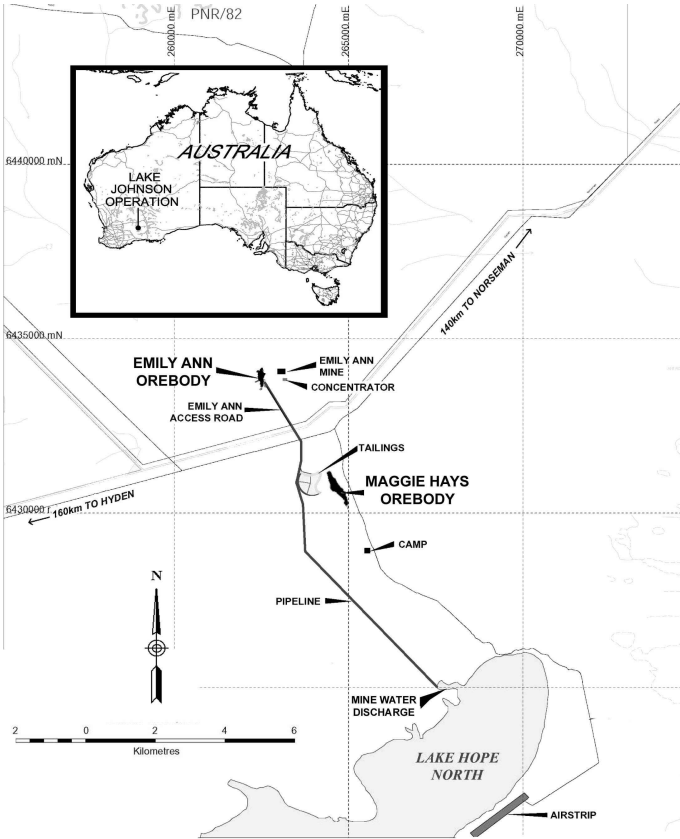 PNR/82
260000 mE
265000 mE
270000 mE
6440000 mN
AUSTRALIA
LAKE
JOHNSON
OPERATION
140km TO NORSEMAN
6435000 mN
EMILY ANN
OREBODY
EMILY ANN
MINE
CONCENTRATOR
EMILY ANN
ACCESS ROAD
TAILINGS
MAGGIE HAYS
OREBODY
160km TO HYDEN
6430000
CAMP
N
PIPELINE
MINE WATER
DISCHARGE
2 0 2 4 6
Kilometres
LAKE HOPE
NORTH
AIRSTRIP